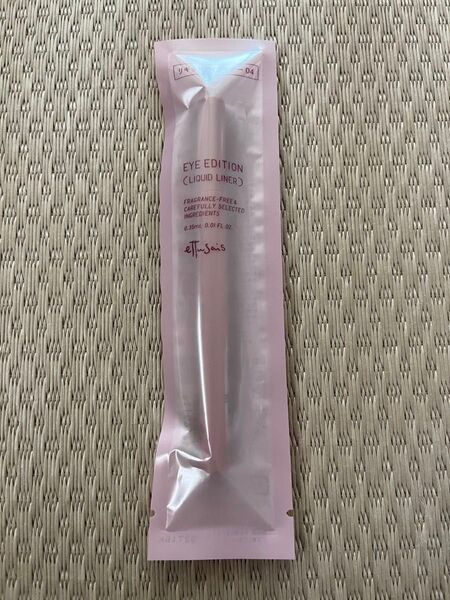 04
EYE EDITION
(LIQUID LINER)
FRAGRANCE-FREE &
CAREFULLY SELECTED
INGREDIENTS
0.35mL 0.01 FL. OZ.
ettusais